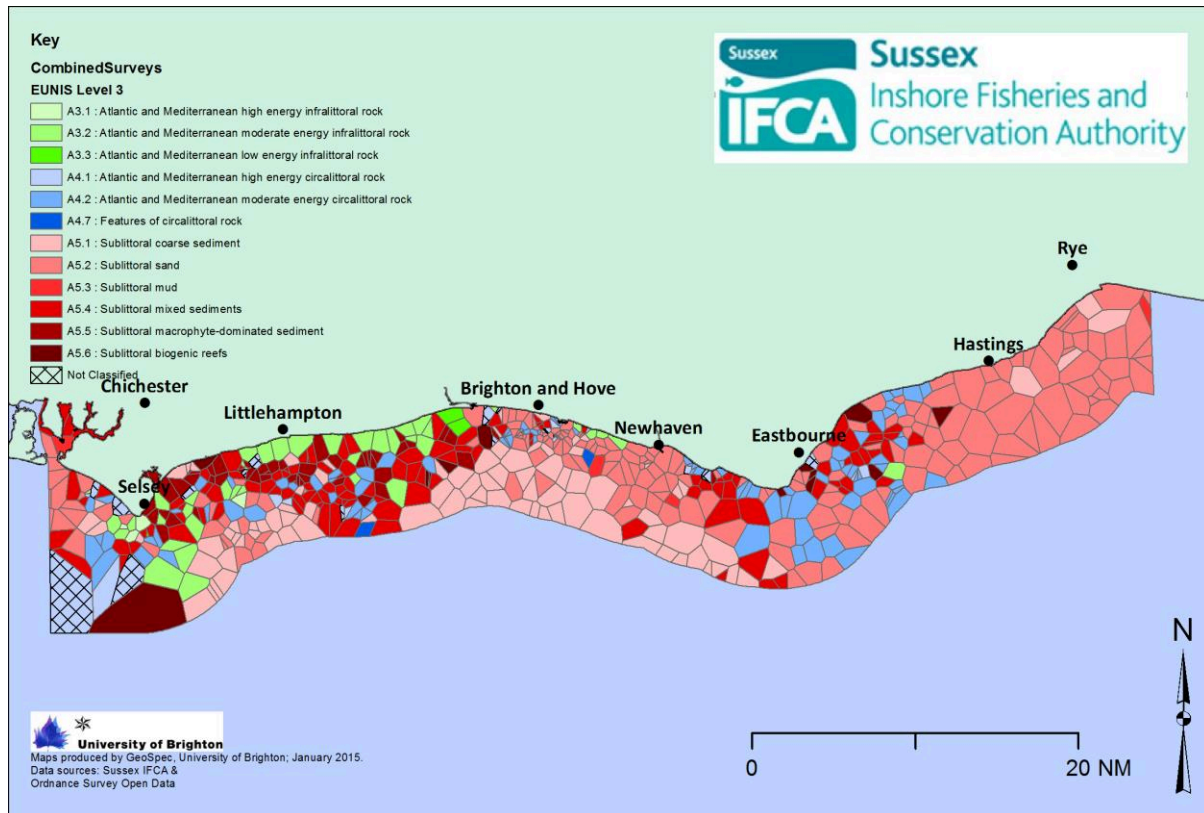 Key
CombinedSurveys
EUNIS Level 3
A3.1 : Atlantic and Mediterranean high energy infralittoral rock
A3.2 : Atlantic and Mediterranean moderate energy infralittoral rock
A3.3 : Atlantic and Mediterranean low energy infralittoral rock
A4.1 : Atlantic and Mediterranean high energy circalittoral rock
A4.2 : Atlantic and Mediterranean moderate energy circalittoral rock
A4.7 : Features of circalittoral rock
A5.1 : Sublittoral coarse sediment
A5.2 : Sublittoral sand
A5.3 : Sublittoral mud
A5.4 : Sublittoral mixed sediments
A5.5 : Sublittoral macrophyte-dominated sediment
A5.6 : Sublittoral biogenic reefs
Not Classified
Sussex
IFCA
Sussex
Inshore Fisheries and
Conservation Authority
Rye
Hastings
Chichester
Brighton and Hove
Littlehampton
Newhaven
Eastbourne
Selsey
N
0
20 NM
University of Brighton
Maps produced by GeoSpec, University of Brighton; January 2015.
Data sources: Sussex IFCA &
Ordnance Survey Open Data